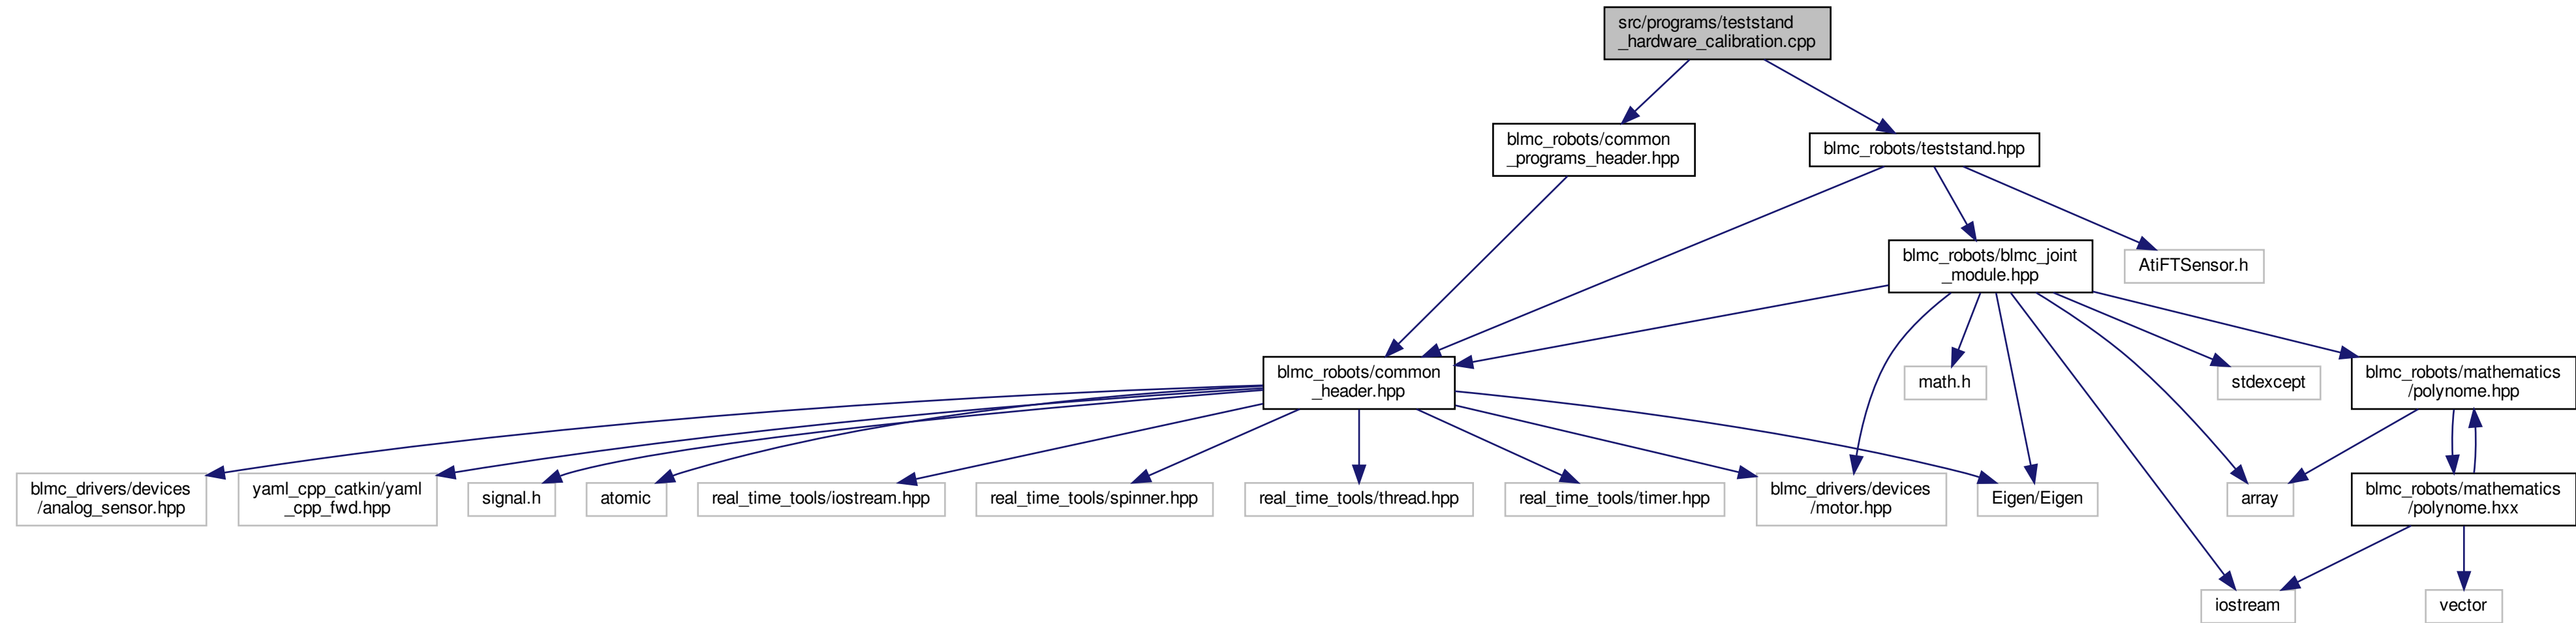 src/programs/teststand
_hardware_calibration.cpp
blmc_robots/common
_programs_header.hpp
blmc_robots/teststand.hpp
blmc_robots/blmc_joint
_module.hpp
AtiFTSensor.h
blmc_robots/common
_header.hpp
math.h
stdexcept
blmc_robots/mathematics
/polynome.hpp
blmc_drivers/devices
/analog_sensor.hpp
yaml_cpp_catkin/yaml
_cpp_fwd.hpp
signal.h
atomic
real_time_tools/iostream.hpp
real_time_tools/spinner.hpp
real_time_tools/thread.hpp
real_time_tools/timer.hpp
blmc_drivers/devices
/motor.hpp
Eigen/Eigen
array
blmc_robots/mathematics
/polynome.hxx
iostream
vector